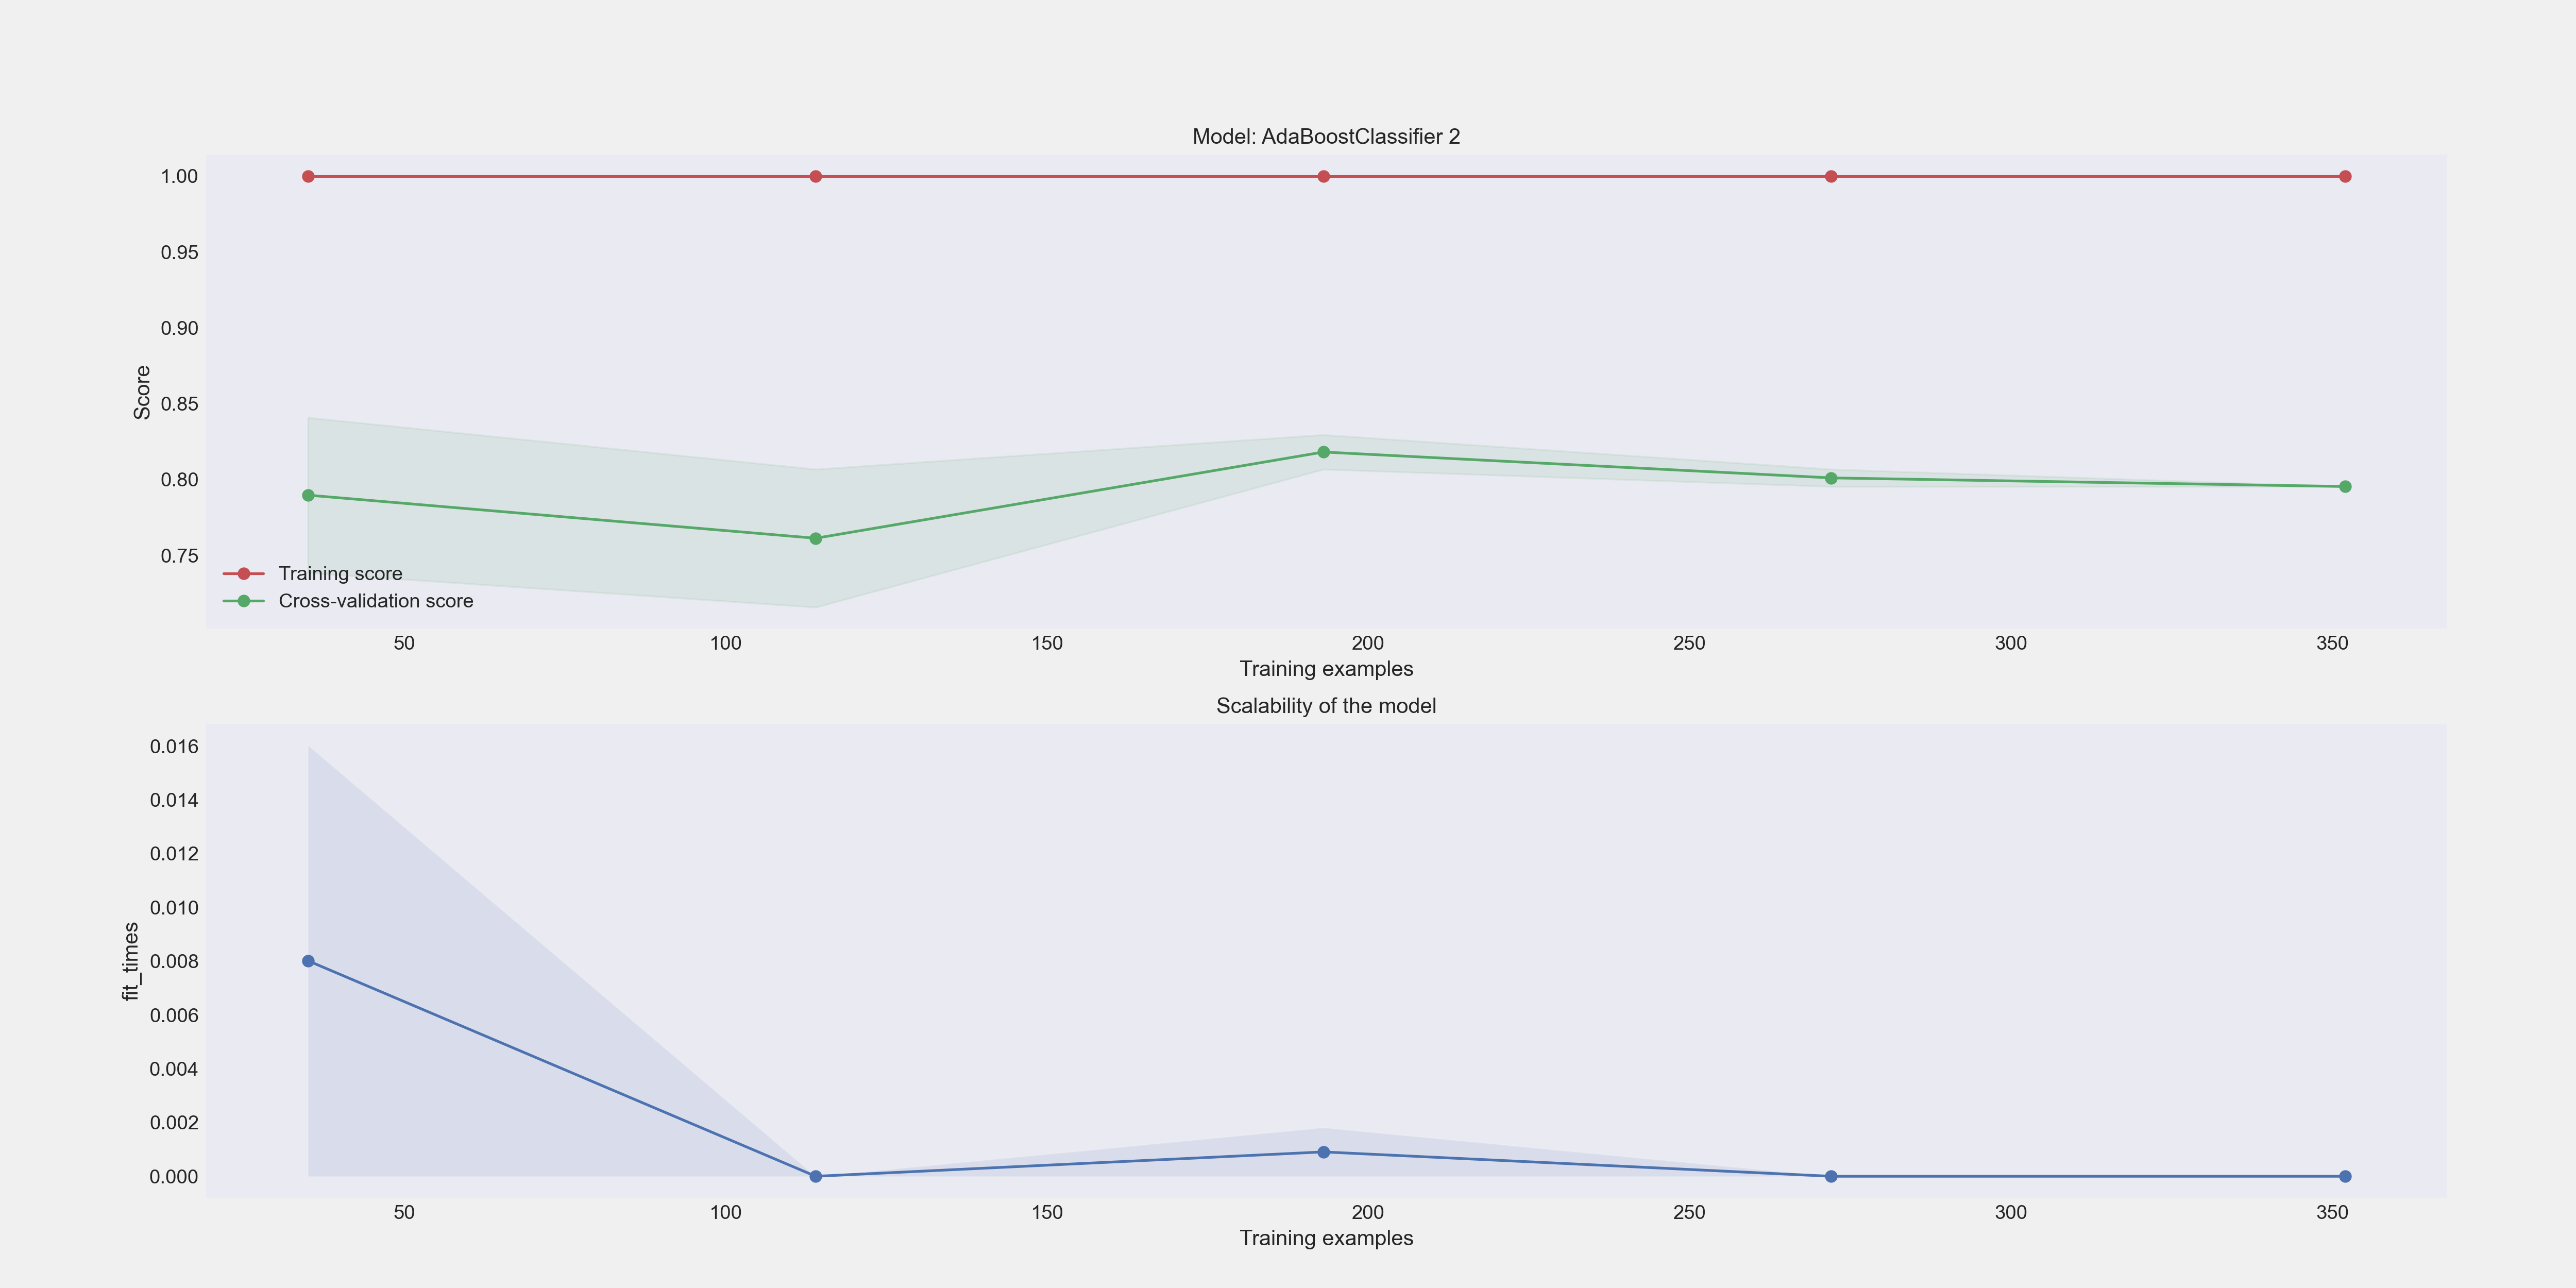 Model: AdaBoostClassifier 2
1.00
0.95
0.90
0.85
0.80
0.75
Score
Training score
Cross-validation score
50 100 150 200 250 300 350
Training examples
Scalability of the model
0.016
0.014
0.012
0.010
0.008
0.006
0.004
0.002
0.000
fit_times
50 100 150 200 250 300 350
Training examples